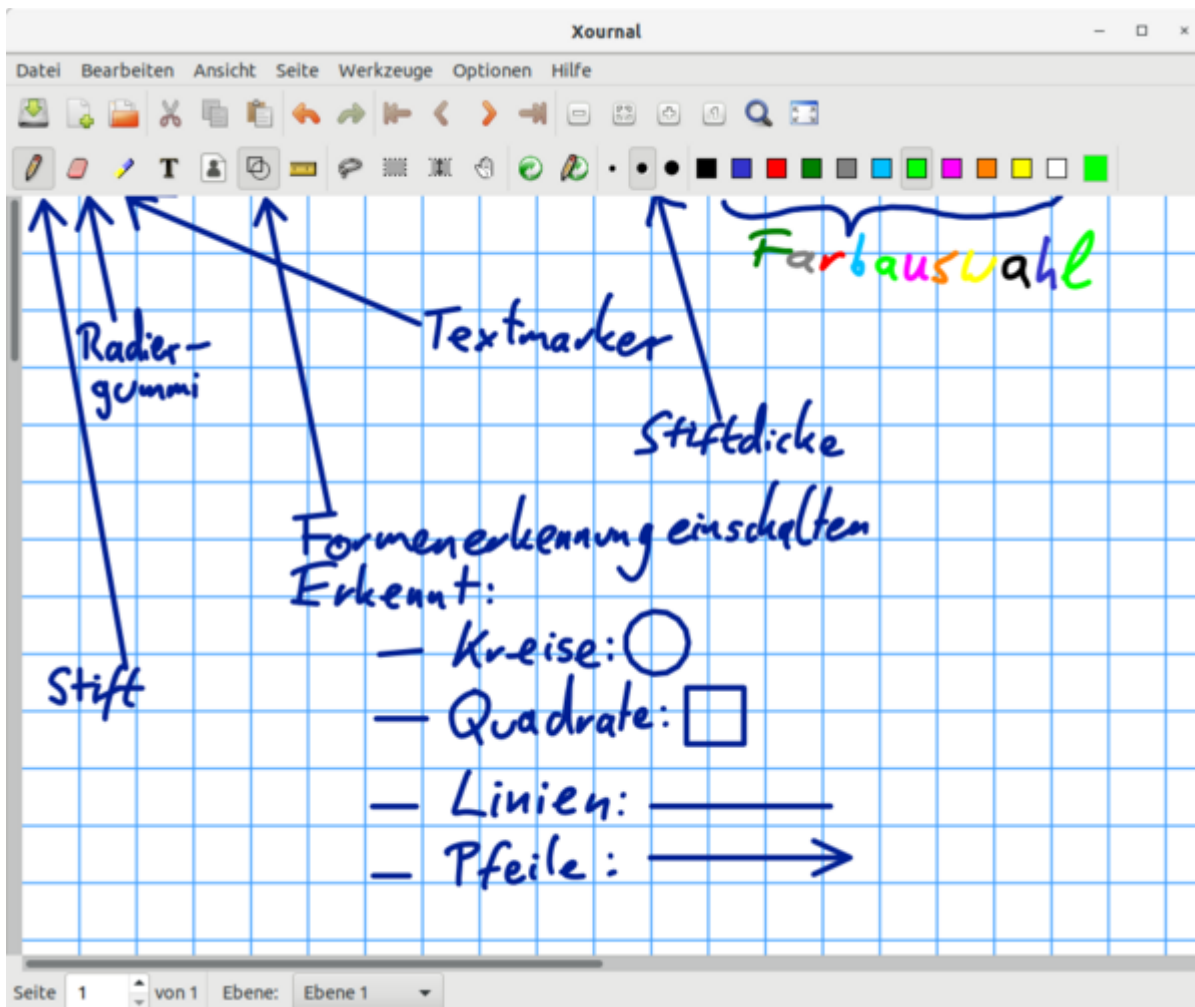 Xournal
Datei Bearbeiten Ansicht Seite Werkzeuge Optionen Hilfe
T
Farbauswahl
Textmarker
Radier-
gummi
Stiftdicke
Formenerkennung einschalten
Erkennt:
– Kreise:
Stift
– Quadrate:
– Linien:
– Pfeile:
Seite 1 von 1 Ebene: Ebene 1